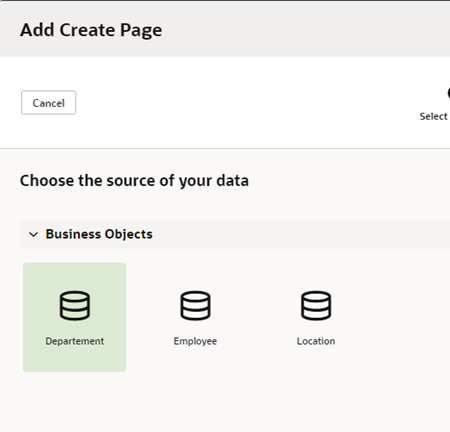 Add Create Page
Cancel
Select
Choose the source of your data
Business Objects
Departement
Employee
Location